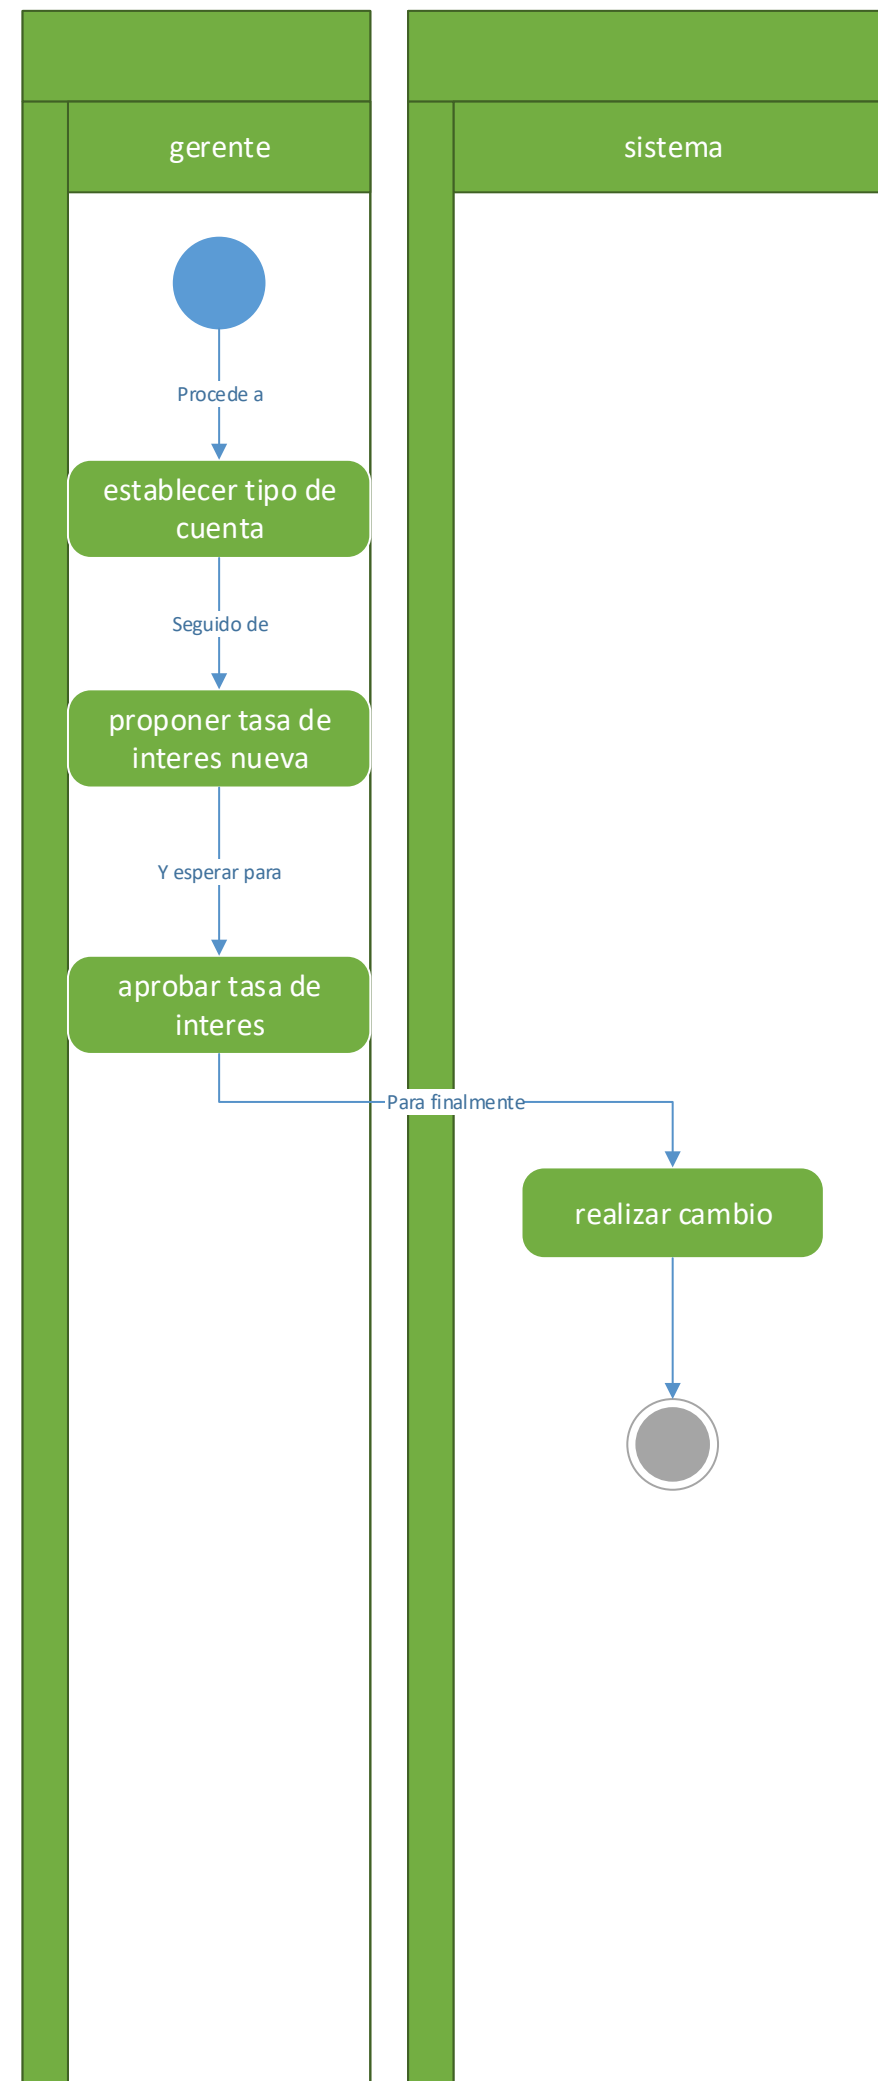 gerente
sistema
Procede a
establecer tipo de
cuenta
Seguido de
proponer tasa de
interes nueva
Y esperar para
aprobar tasa de
interes
Para finalmente
realizar cambio